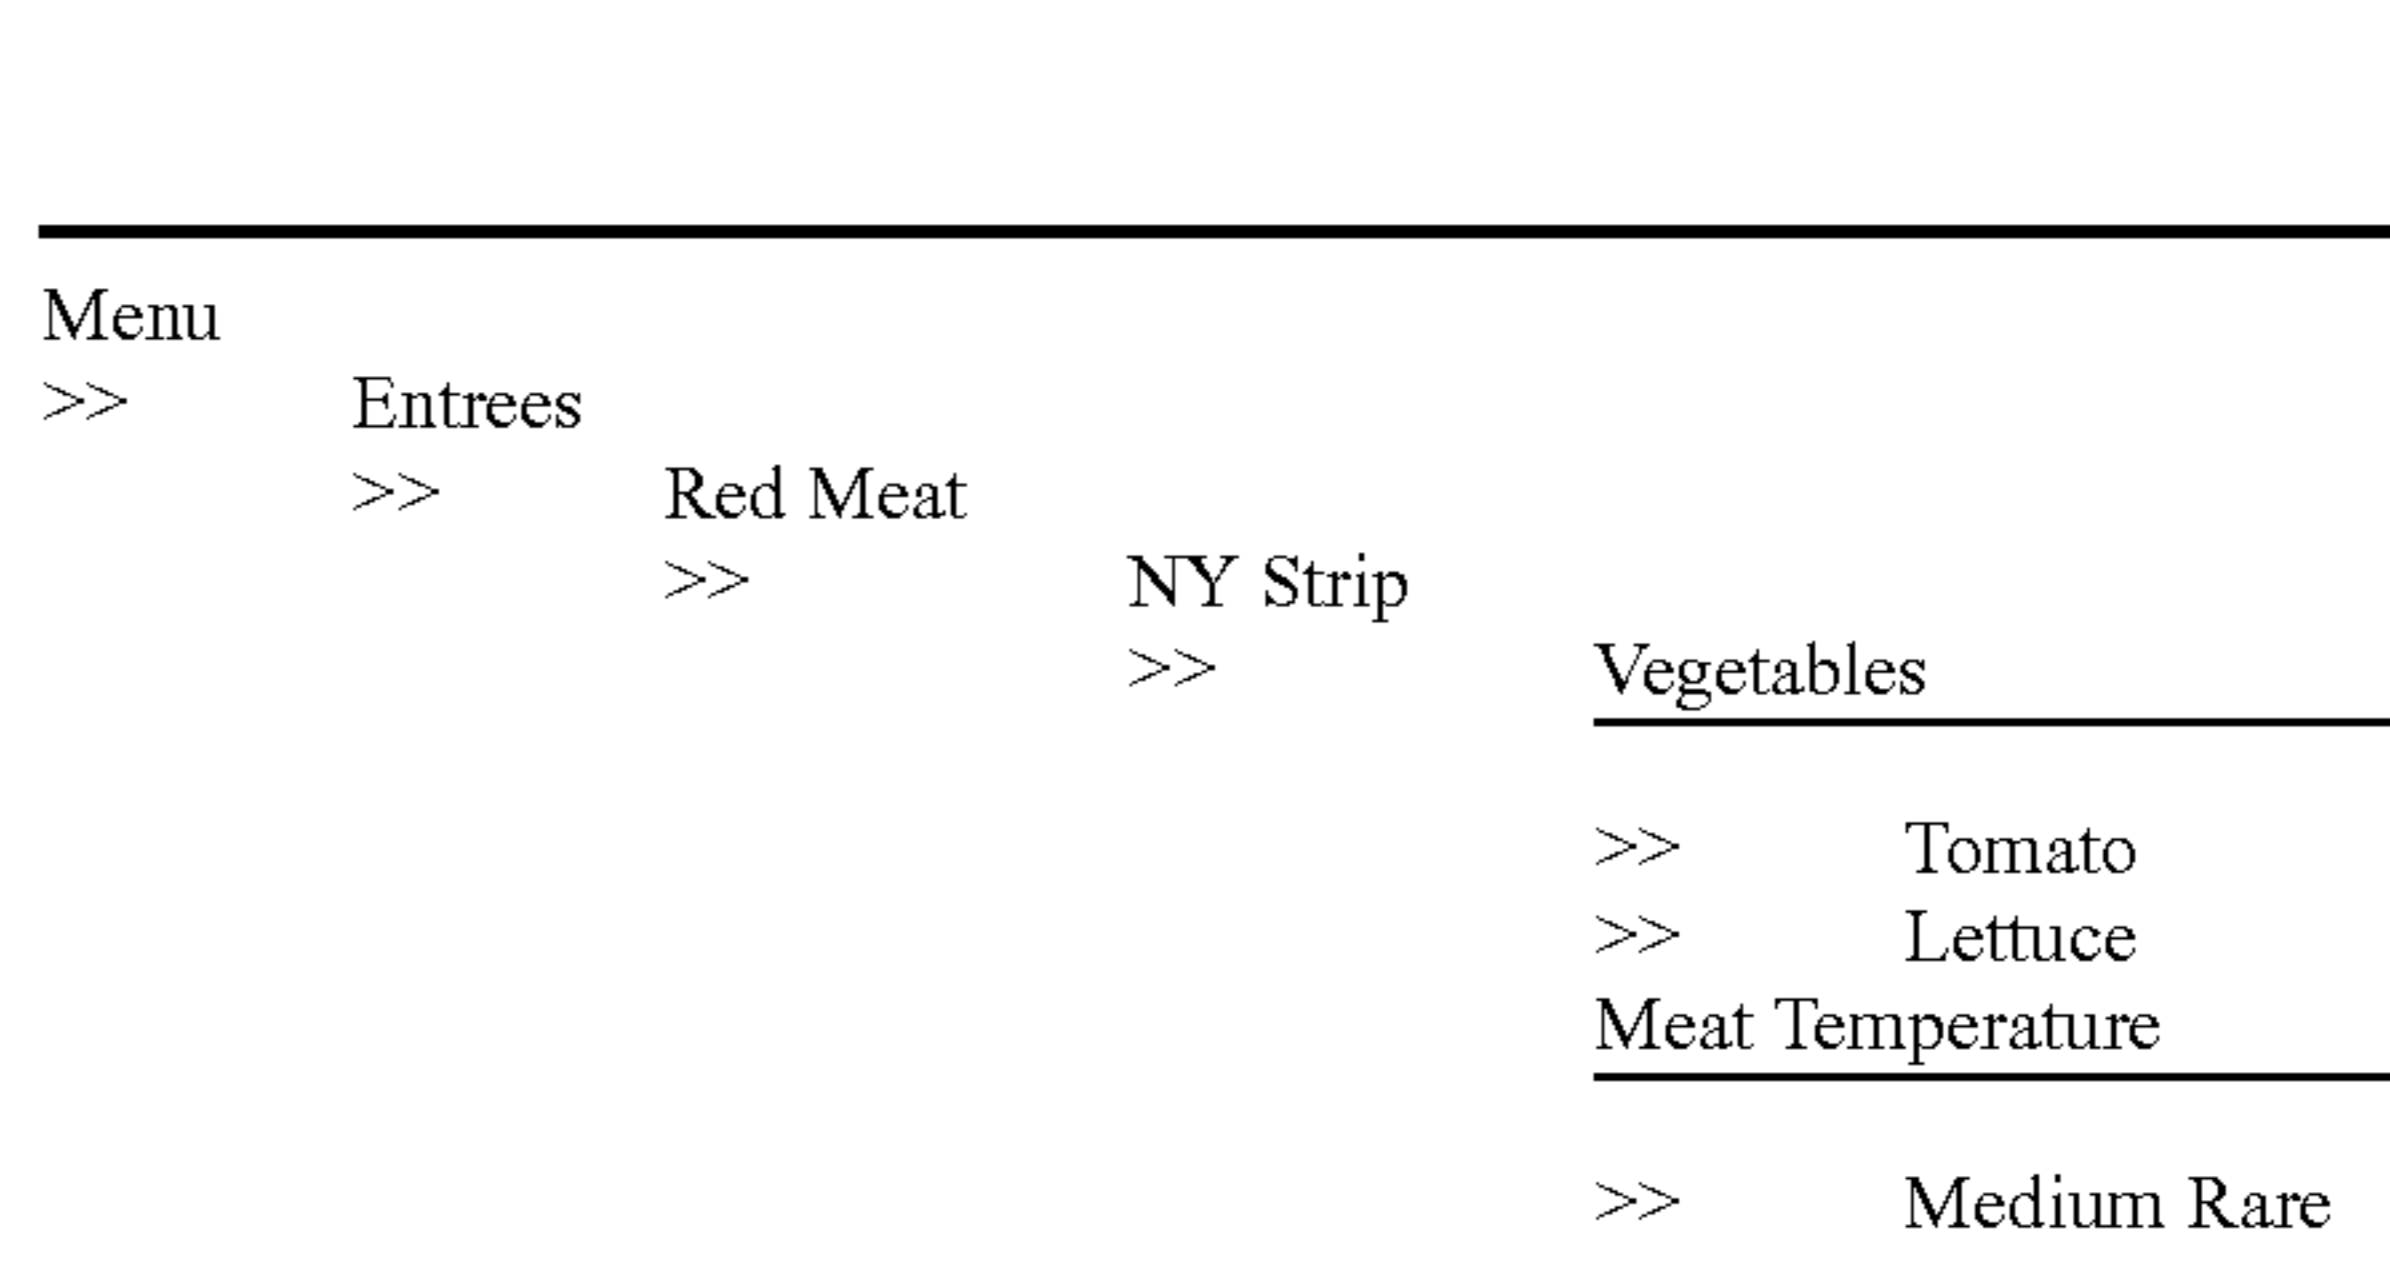 Menu
>> Entrees
>> Red Meat
>> NY Strip
>> Vegetables
>> Tomato
>> Lettuce
Meat Temperature
>> Medium Rare